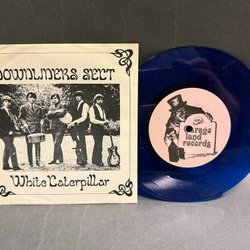 DOWNLINERS SECT
White Caterpillar
garage
land
records